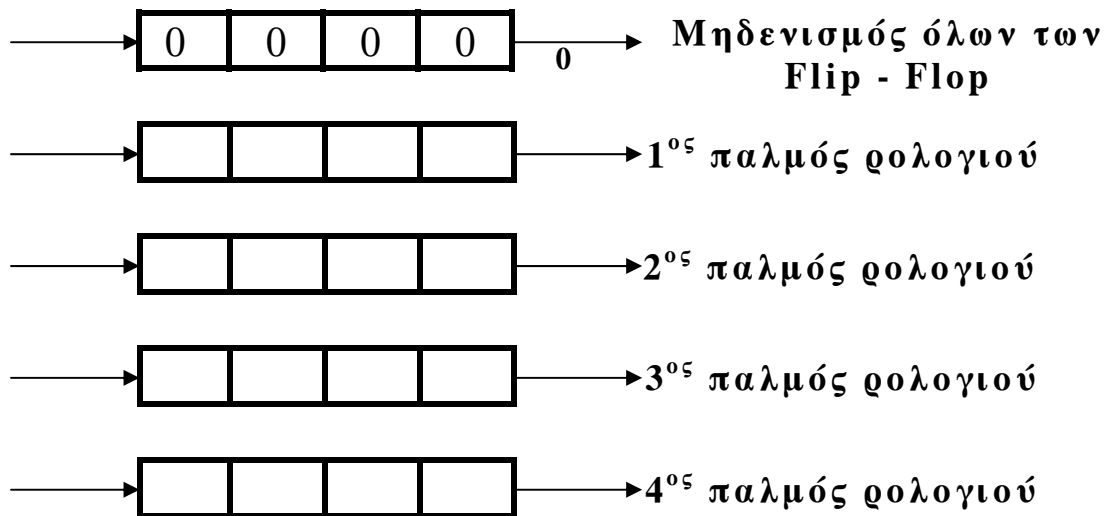 0 0 0 0 0 Μηδενισμός όλων των
Flip - Flop
1ος παλμός ρολογιού
2ος παλμός ρολογιού
3ος παλμός ρολογιού
4ος παλμός ρολογιού